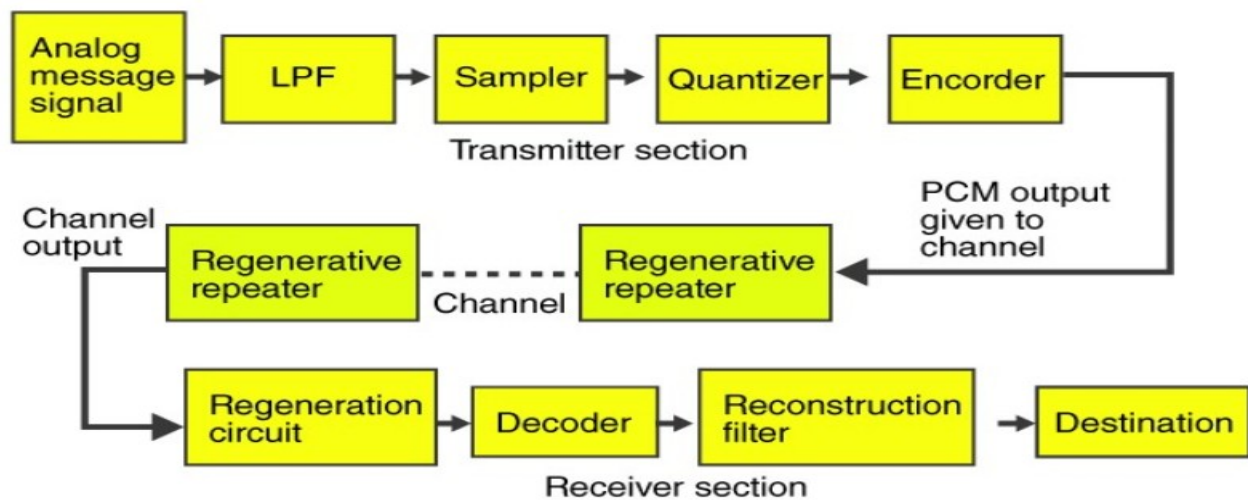 Analog
message
signal
LPF
Sampler
Quantizer
Encorder
Transmitter section
PCM output
given to
channel
Channel
output
Regenerative
repeater
Channel
Regenerative
repeater
Regeneration
circuit
Decoder
Reconstruction
filter
Destination
Receiver section